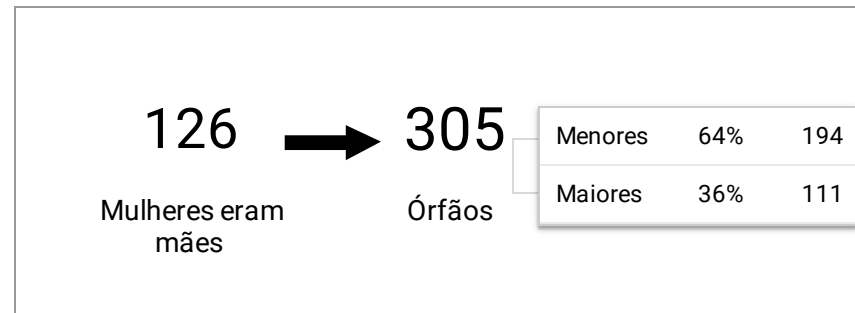 126
Mulheres eram
mães
305
Órfãos
Menores 64% 194
Maiores 36% 111